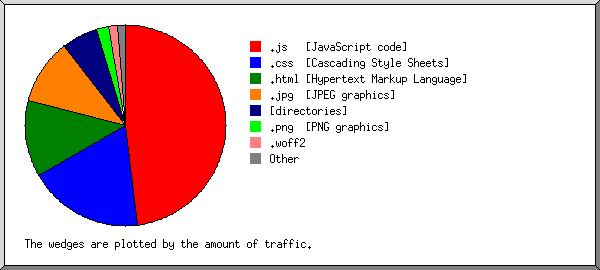 .js [JavaScript code]
.css [Cascading Style Sheets]
.html [Hypertext Markup Language]
.jpg [JPEG graphics]
[directories]
.png [PNG graphics]
.woff2
Other
The wedges are plotted by the amount of traffic.